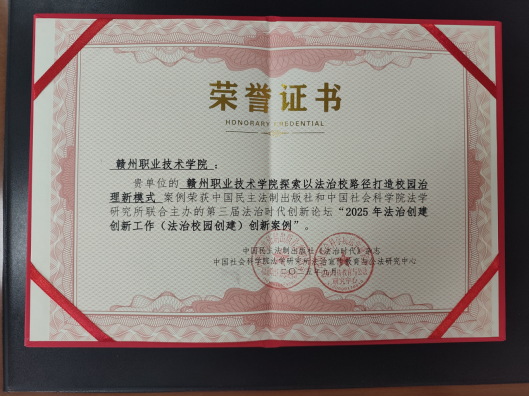 荣誉证书
HONORARY CREDENTIAL
赣州职业技术学院：
贵单位的 赣州职业技术学院探索以法治校路径打造校园治
理新模式 案例荣获中国民主法制出版社和中国社会科学院法学
研究所联合主办的第三届法治时代创新论坛“2025年法治创建
创新工作（法治校园创建）创新案例”。
中国民主法制出版社《法治时代》杂志
中国社会科学院法学研究所法治宣传教育与公法研究中心
二〇二五年九月